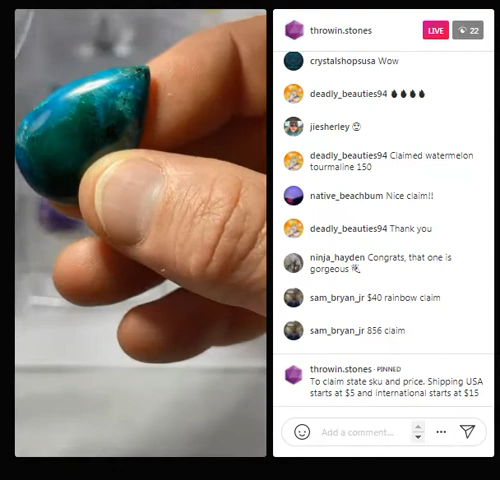 throwin.stones
LIVE
22
crystalshopsusa Wow
deadly_beauties94
jiesherley
deadly_beauties94 Claimed watermelon
tourmaline 150
native_beachbum Nice claim!!
deadly_beauties94 Thank you
ninja_hayden Congrats, that one is
gorgeous
sam_bryan_jr $40 rainbow claim
sam_bryan_jr 856 claim
throwin.stones · PINNED
To claim state sku and price. Shipping USA
starts at $5 and international starts at $15
Add a comment...